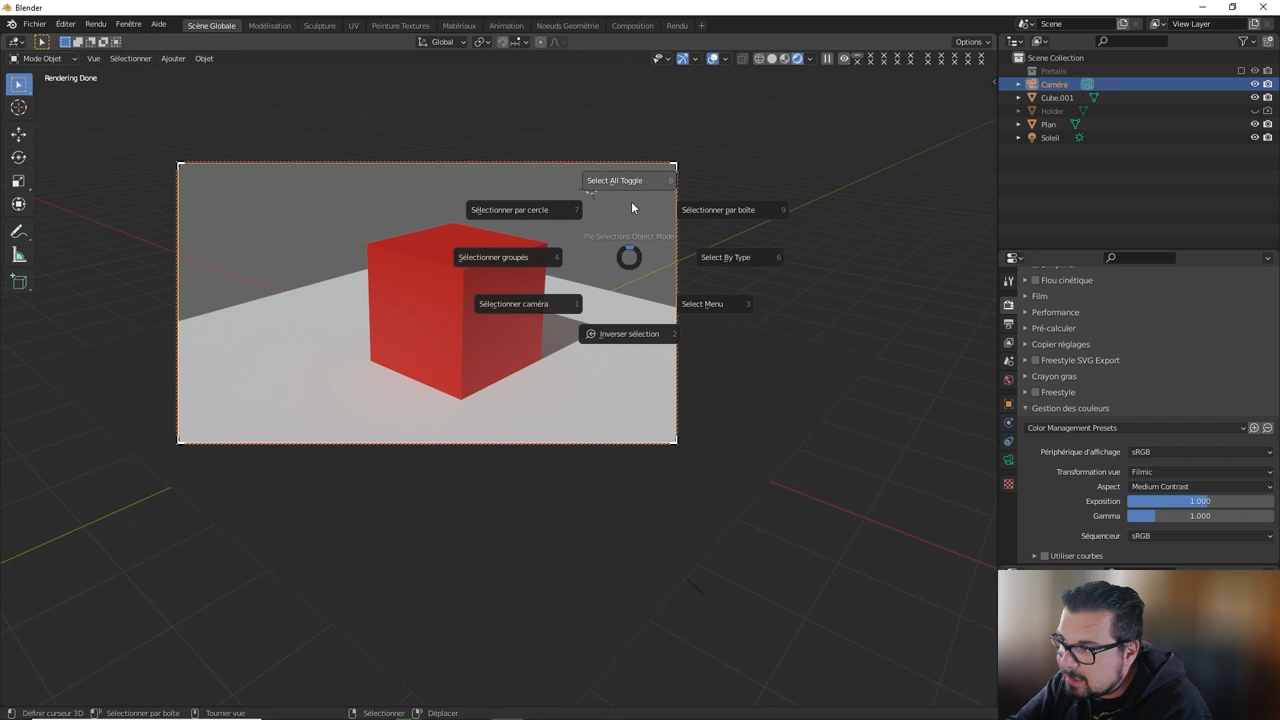 Blender
Fichier Éditer Rendu Fenêtre Aide
Scène Globale Modélisation Sculpture UV Peinture Textures Matériaux Animation Noeuds Geométrie Composition Rendu +
Scene View Layer
Global Options
Mode Objet Vue Sélectionner Ajouter Objet
Rendering Done
Scene Collection
Portails
Caméra
Cube.001
Holder
Plan
Soleil
Select All Toggle 8
Sélectionner par cercle 7
Sélectionner par boîte 9
Pie Selections Object Mode
Sélectionner groupés 4
Select By Type 6
Sélectionner caméra 1
Select Menu 3
Inverser sélection 2
Flou cinétique
Film
Performance
Pré-calculer
Copier réglages
Freestyle SVG Export
Crayon gras
Freestyle
Gestion des couleurs
Color Management Presets
Périphérique d'affichage sRGB
Transformation vue Filmic
Aspect Medium Contrast
Exposition 1.000
Gamma 1.000
Séquenceur sRGB
Utiliser courbes
Définir curseur 3D Sélectionner par boîte Tourner vue Sélectionner Déplacer